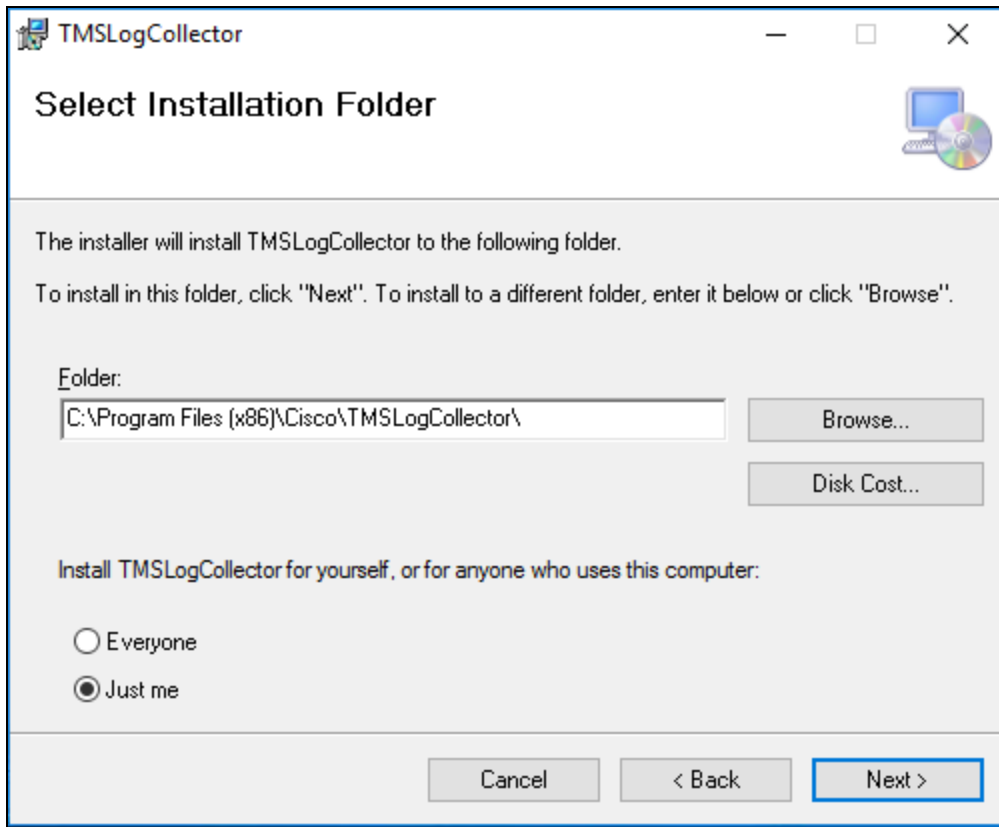 TMSLogCollector
Select Installation Folder
The installer will install TMSLogCollector to the following folder.
To install in this folder, click "Next". To install to a different folder, enter it below or click "Browse".
Folder:
C:\Program Files (x86)\Cisco\TMSLogCollector\
Browse...
Disk Cost...
Install TMSLogCollector for yourself, or for anyone who uses this computer:
Everyone
Just me
Cancel
< Back
Next >